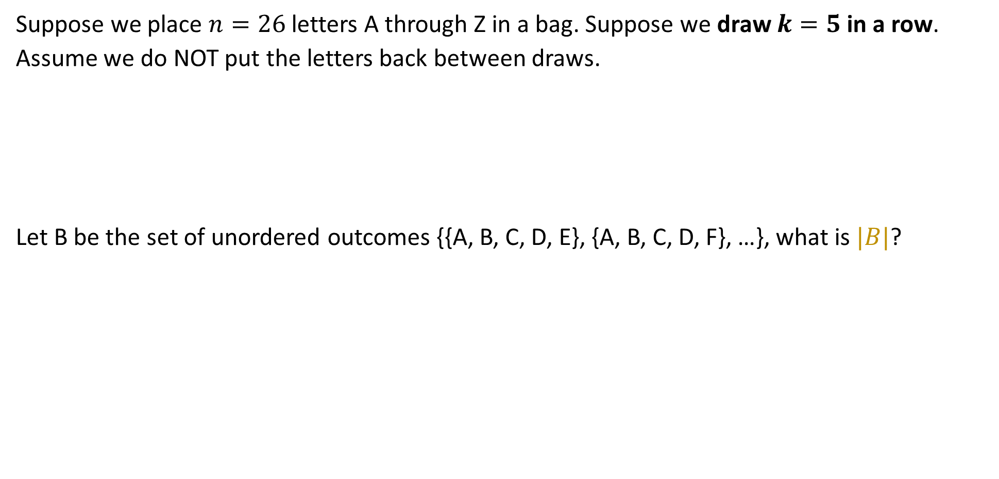 Suppose we place n = 26 letters A through Z in a bag. Suppose we draw k = 5 in a row.
Assume we do NOT put the letters back between draws.
Let B be the set of unordered outcomes {{A, B, C, D, E}, {A, B, C, D, F}, ...}, what is |B|?